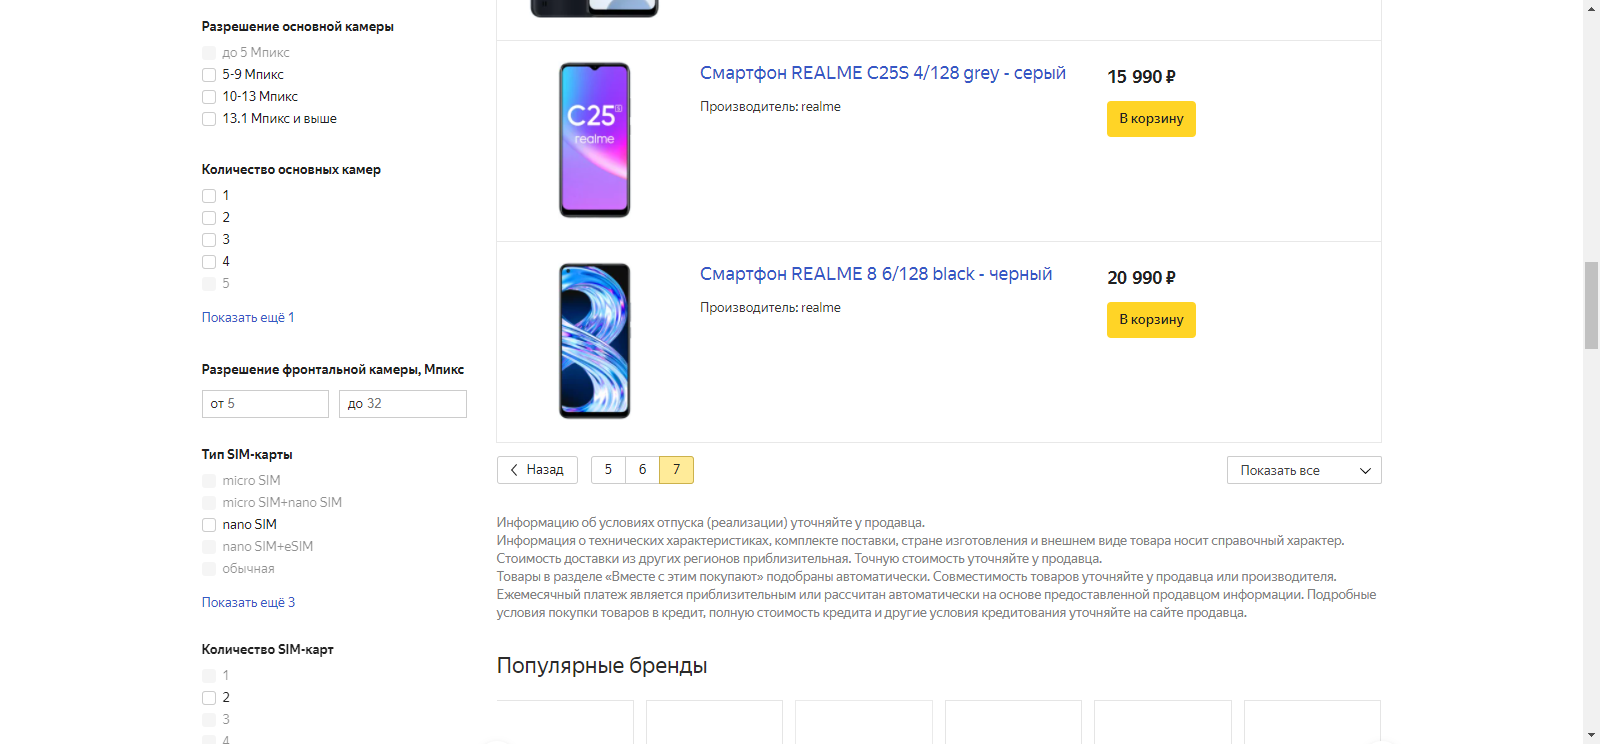 Разрешение основной камеры
до 5 Мпикс
5-9 Мпикс
10-13 Мпикс
13.1 Мпикс и выше
Количество основных камер
1
2
3
4
5
Показать ещё 1
Разрешение фронтальной камеры, Мпикс
от 5
до 32
Тип SIM-карты
micro SIM
micro SIM+nano SIM
nano SIM
nano SIM+eSIM
обычная
Показать ещё 3
Количество SIM-карт
1
2
3
4
C25s
realme
Смартфон REALME C25S 4/128 grey - серый
Производитель: realme
15 990 ₽
В корзину
Смартфон REALME 8 6/128 black - черный
Производитель: realme
20 990 ₽
В корзину
Назад
5
6
7
Показать все
Информацию об условиях отпуска (реализации) уточняйте у продавца.
Информация о технических характеристиках, комплекте поставки, стране изготовления и внешнем виде товара носит справочный характер.
Стоимость доставки из других регионов приблизительная. Точную стоимость уточняйте у продавца.
Товары в разделе «Вместе с этим покупают» подобраны автоматически. Совместимость товаров уточняйте у продавца или производителя.
Ежемесячный платеж является приблизительным или рассчитан автоматически на основе предоставленной продавцом информации. Подробные
условия покупки товаров в кредит, полную стоимость кредита и другие условия кредитования уточняйте на сайте продавца.
Популярные бренды